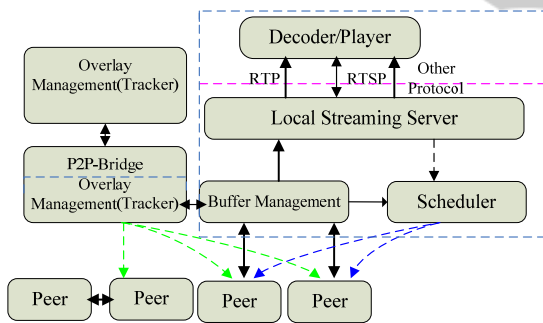 Decoder/Player
Overlay
Management(Tracker)
RTP
RTSP
Other
Protocol
Local Streaming Server
P2P-Bridge
Overlay
Management(Tracker)
Buffer Management
Scheduler
Peer
Peer
Peer
Peer